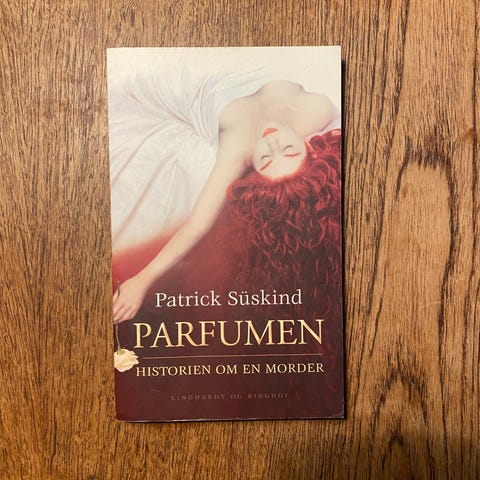 Patrick Süskind
PARFUMEN
HISTORIEN OM EN MORDER
LINDHARDT OG RINGHOF